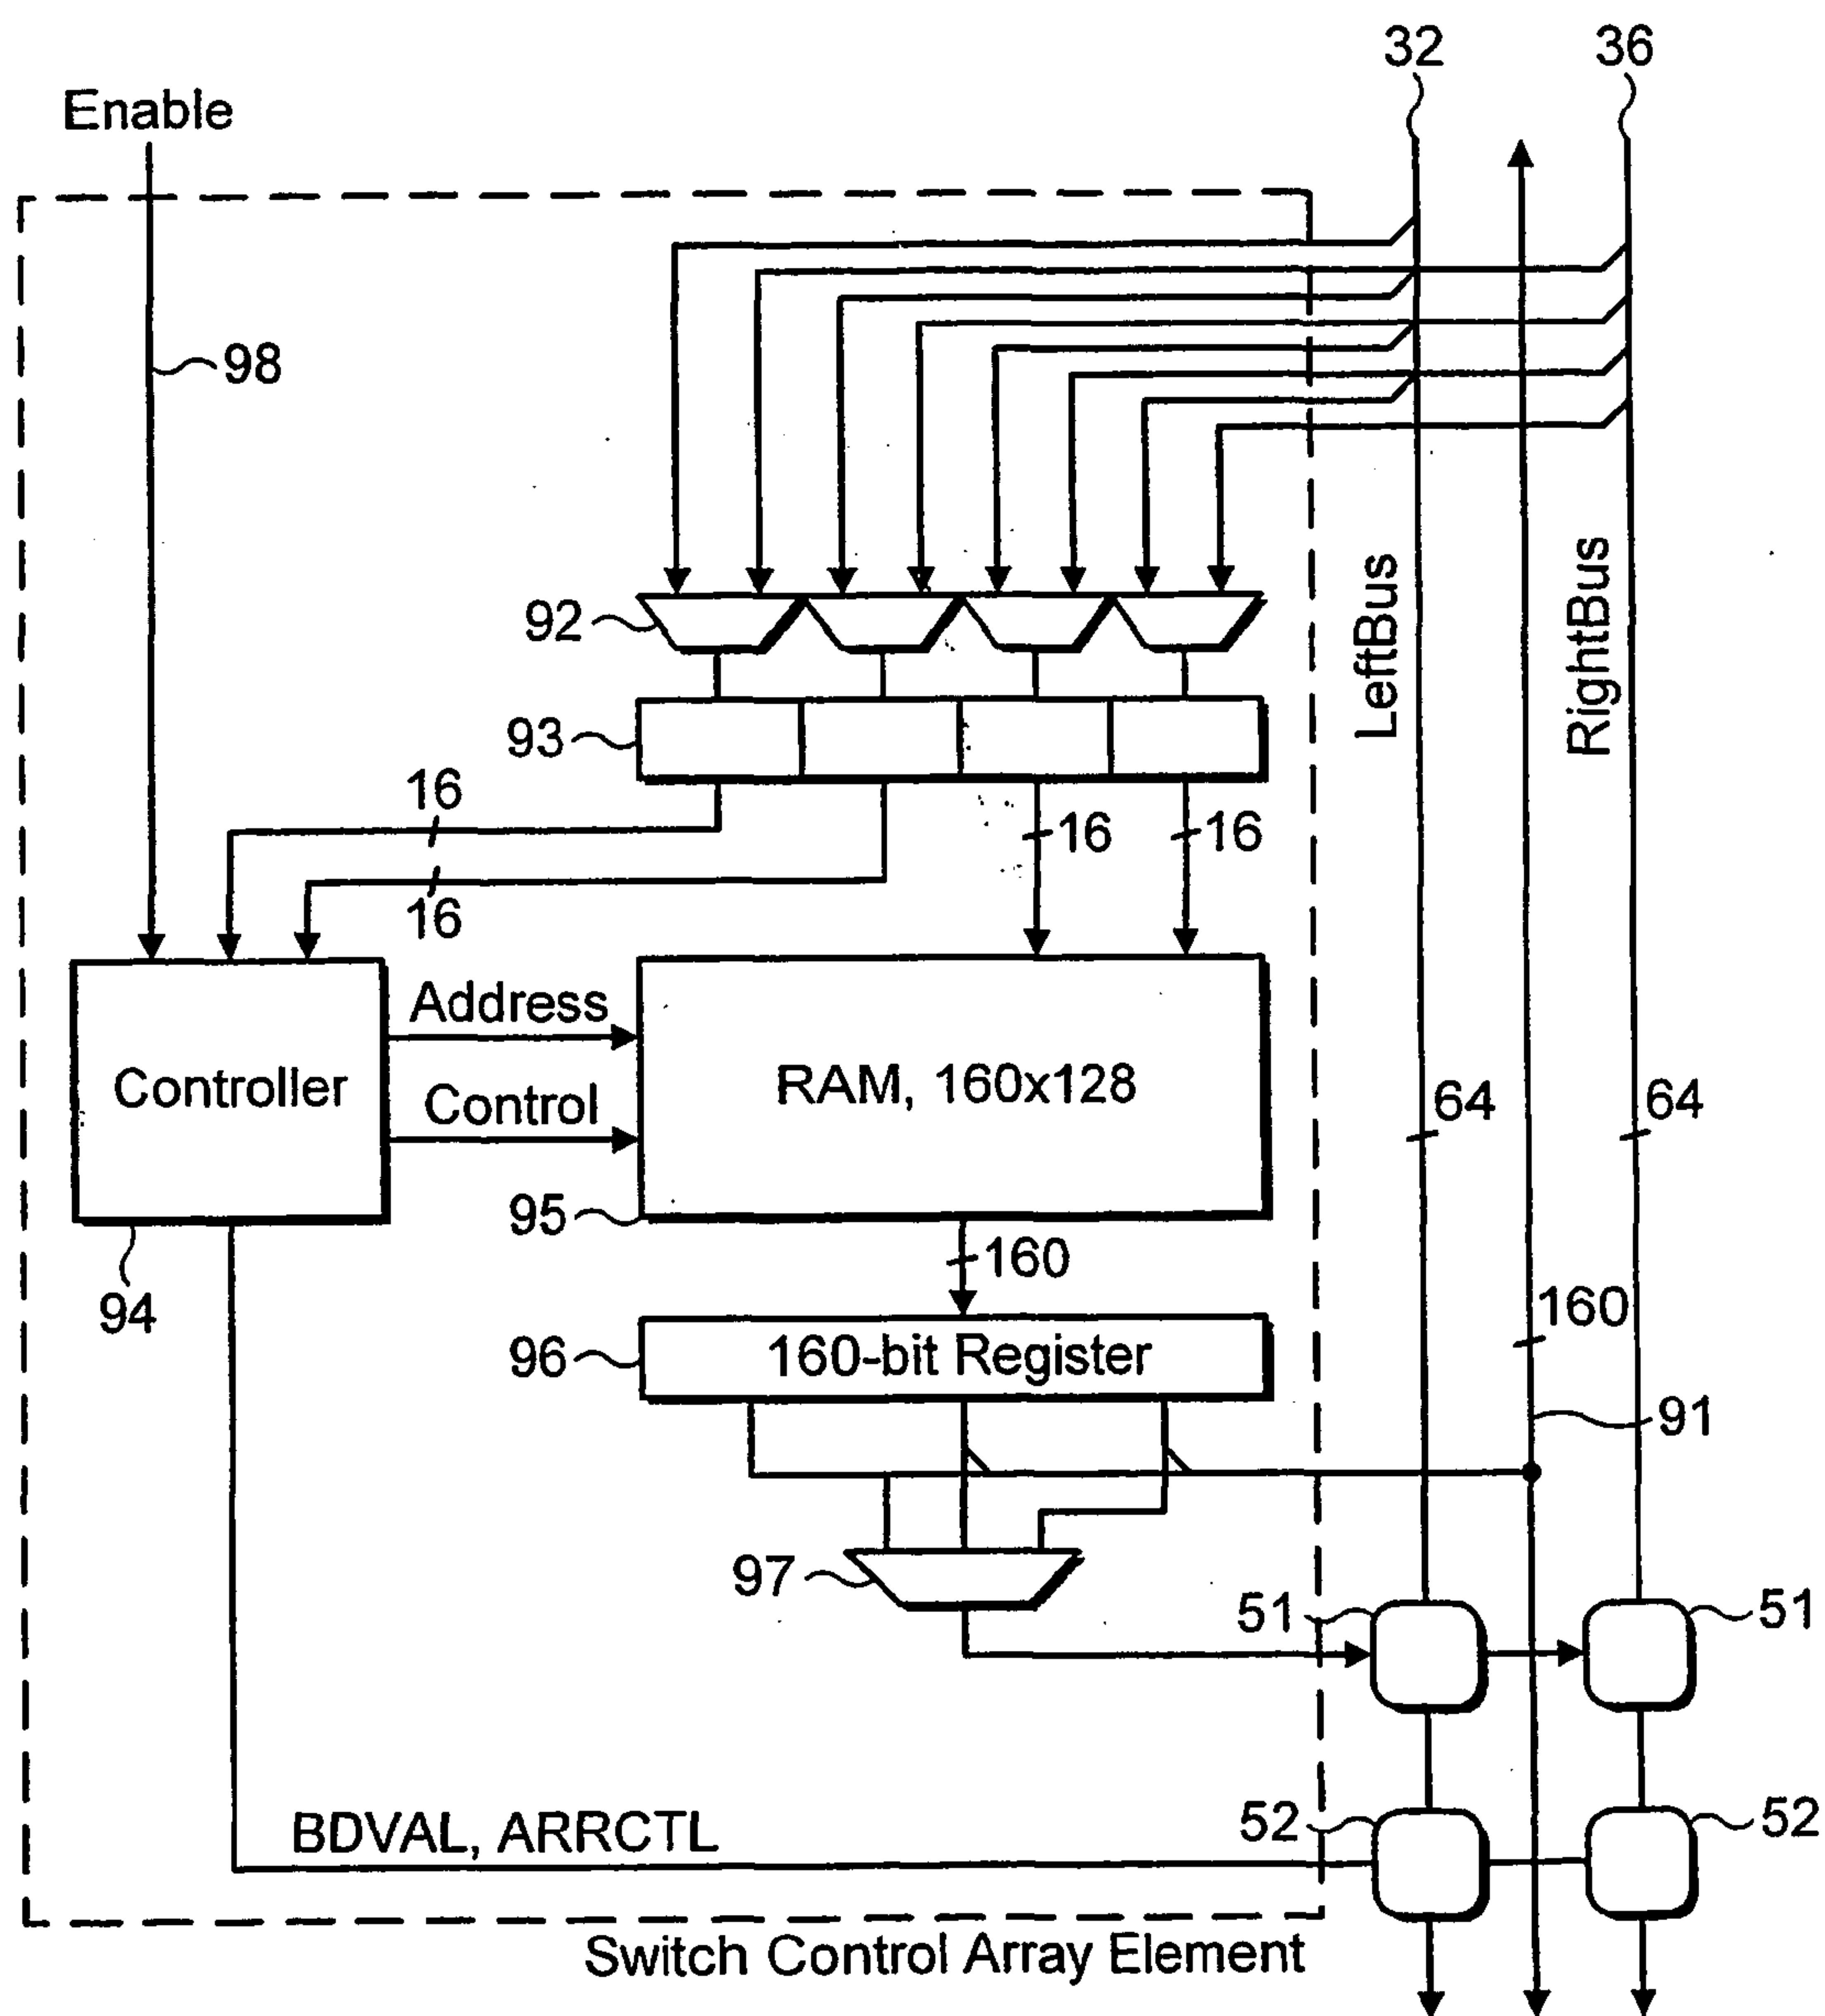 32
36
Enable
98
92
LeftBus
RightBus
93
16
16
16
16
Address
Controller
Control
RAM, 160x128
64
64
95
160
94
160
96
160-bit Register
91
97
51
51
52
52
BDVAL, ARRCTL
Switch Control Array Element